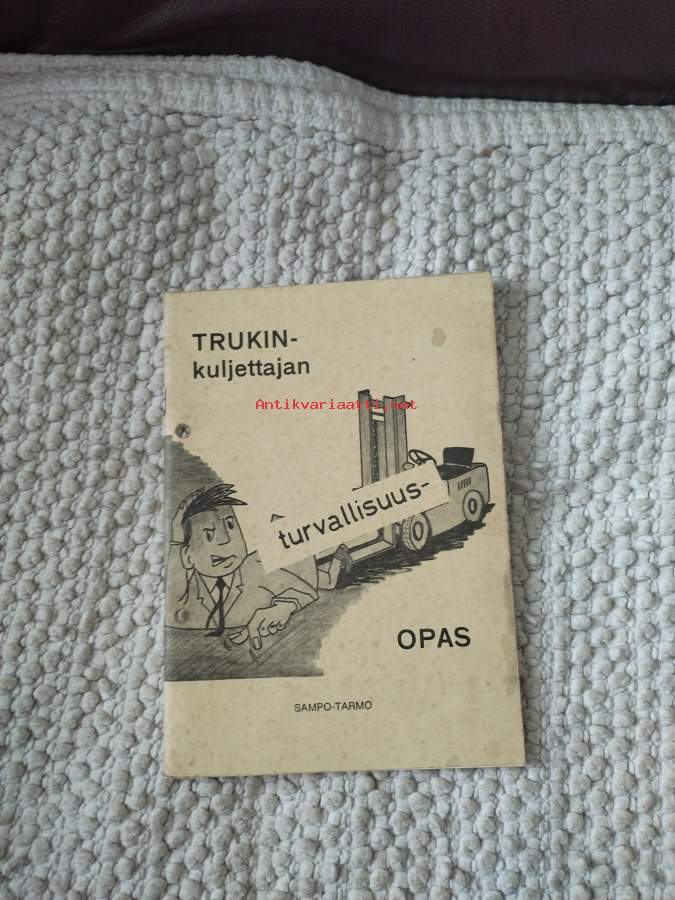 TRUKIN-
kuljettajan
Antikvariaatti.net
turvallisuus-
OPAS
SAMPO-TARMO